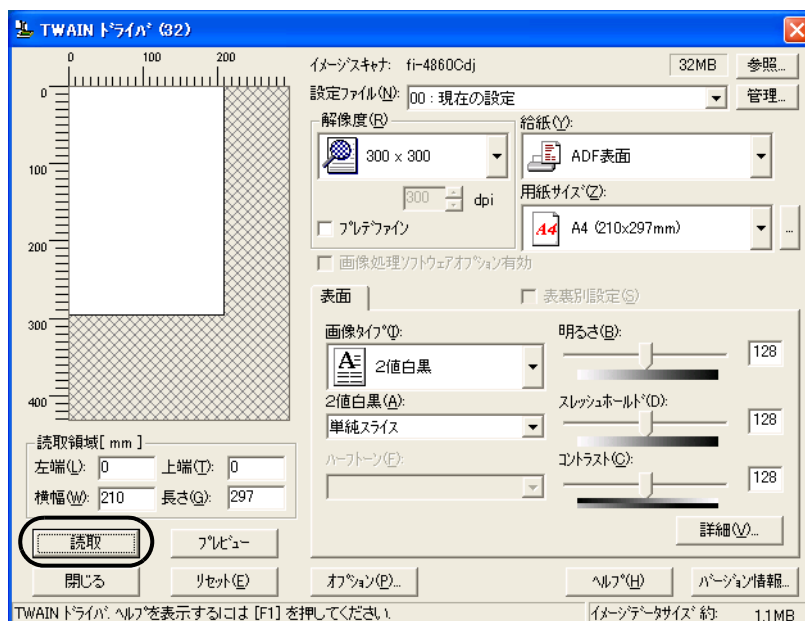 TWAIN ﾄﾞﾗｲﾊﾞ (32)
0 100 200
0
100
200
300
400
ｲﾒｰｼﾞｽｷｬﾅ: fi-4860Cdj 32MB 参照...
設定ﾌｧｲﾙ(N): 00 : 現在の設定 管理...
解像度(R)
300 × 300
300 dpi
ﾌﾟﾚﾃﾞﾌｧｲﾝ
給紙(Y):
ADF表面
用紙ｻｲｽﾞ(Z):
A4 A4 (210x297mm) ...
画像処理ｿﾌﾄｳｪｱｵﾌﾟｼｮﾝ有効
表面 表裏別設定(S)
画像ﾀｲﾌﾟ(I):
A 2値白黒
2値白黒(A):
単純ｽﾗｲｽ
ﾊｰﾌﾄｰﾝ(F):
明るさ(B):
128
ｽﾚｯｼｭﾎｰﾙﾄﾞ(D):
128
ｺﾝﾄﾗｽﾄ(C):
128
詳細(V)...
読取領域[ mm ]
左端(L): 0 上端(T): 0
横幅(W): 210 長さ(G): 297
読取 ﾌﾟﾚﾋﾞｭｰ
閉じる ﾘｾｯﾄ(E) ｵﾌﾟｼｮﾝ(P)... ﾍﾙﾌﾟ(H) ﾊﾞｰｼﾞｮﾝ情報...
TWAIN ﾄﾞﾗｲﾊﾞ. ﾍﾙﾌﾟを表示するには [F1] を押してください. ｲﾒｰｼﾞﾃﾞｰﾀｻｲｽﾞ 約: 1.1MB